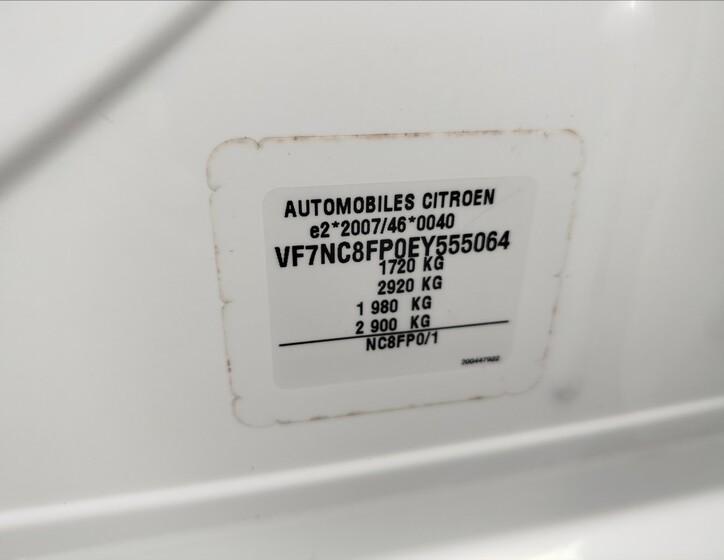 AUTOMOBILES CITROEN
e2*2007/46*0040
VF7NC8FP0EY555064
1720 KG
2920 KG
1 980 KG
2 900 KG
NC8FP0/1
200447922